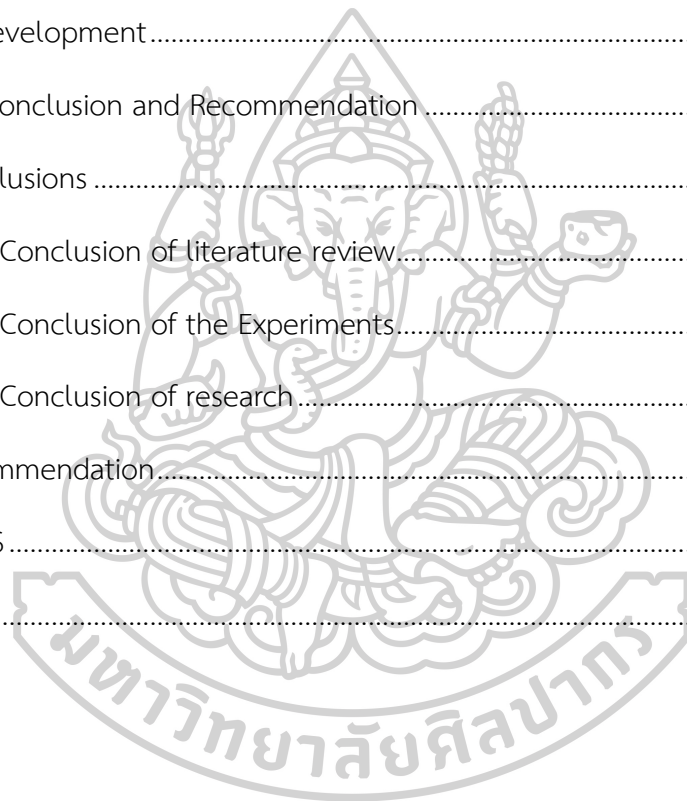 evelopment................................................................
onclusion and Recommendation................................
lusions................................................................
Conclusion of literature review................................
Conclusion of the Experiments................................
Conclusion of research................................
mmendation................................................................
S................................................................
................................................................
มหาวิทยาลัยศิลปากร